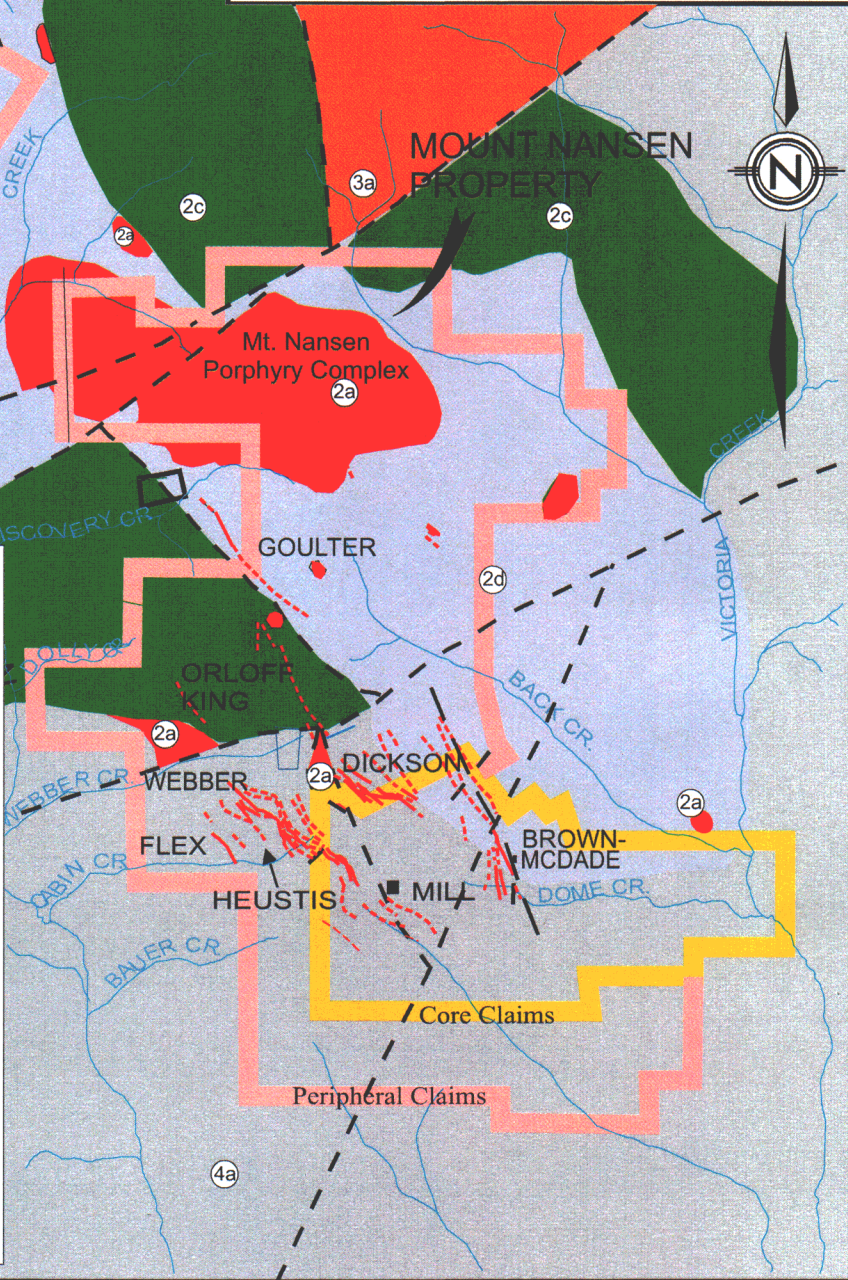 CREEK
MOUNT NANSEN
PROPERTY
N
3a
2c
2c
2a
Mt. Nansen
Porphyry Complex
2a
CREEK
ISCOVERY CR.
GOULTER
2d
VICTORIA
DOLLY CR.
ORLOFF
KING
BACK CR.
2a
DICKSON
WEBBER
2a
WEBBER CR.
2a
FLEX
BROWN-
MCDADE
CABIN CR.
HEUSTIS
MILL
DOME CR.
BAUER CR.
Core Claims
Peripheral Claims
4a